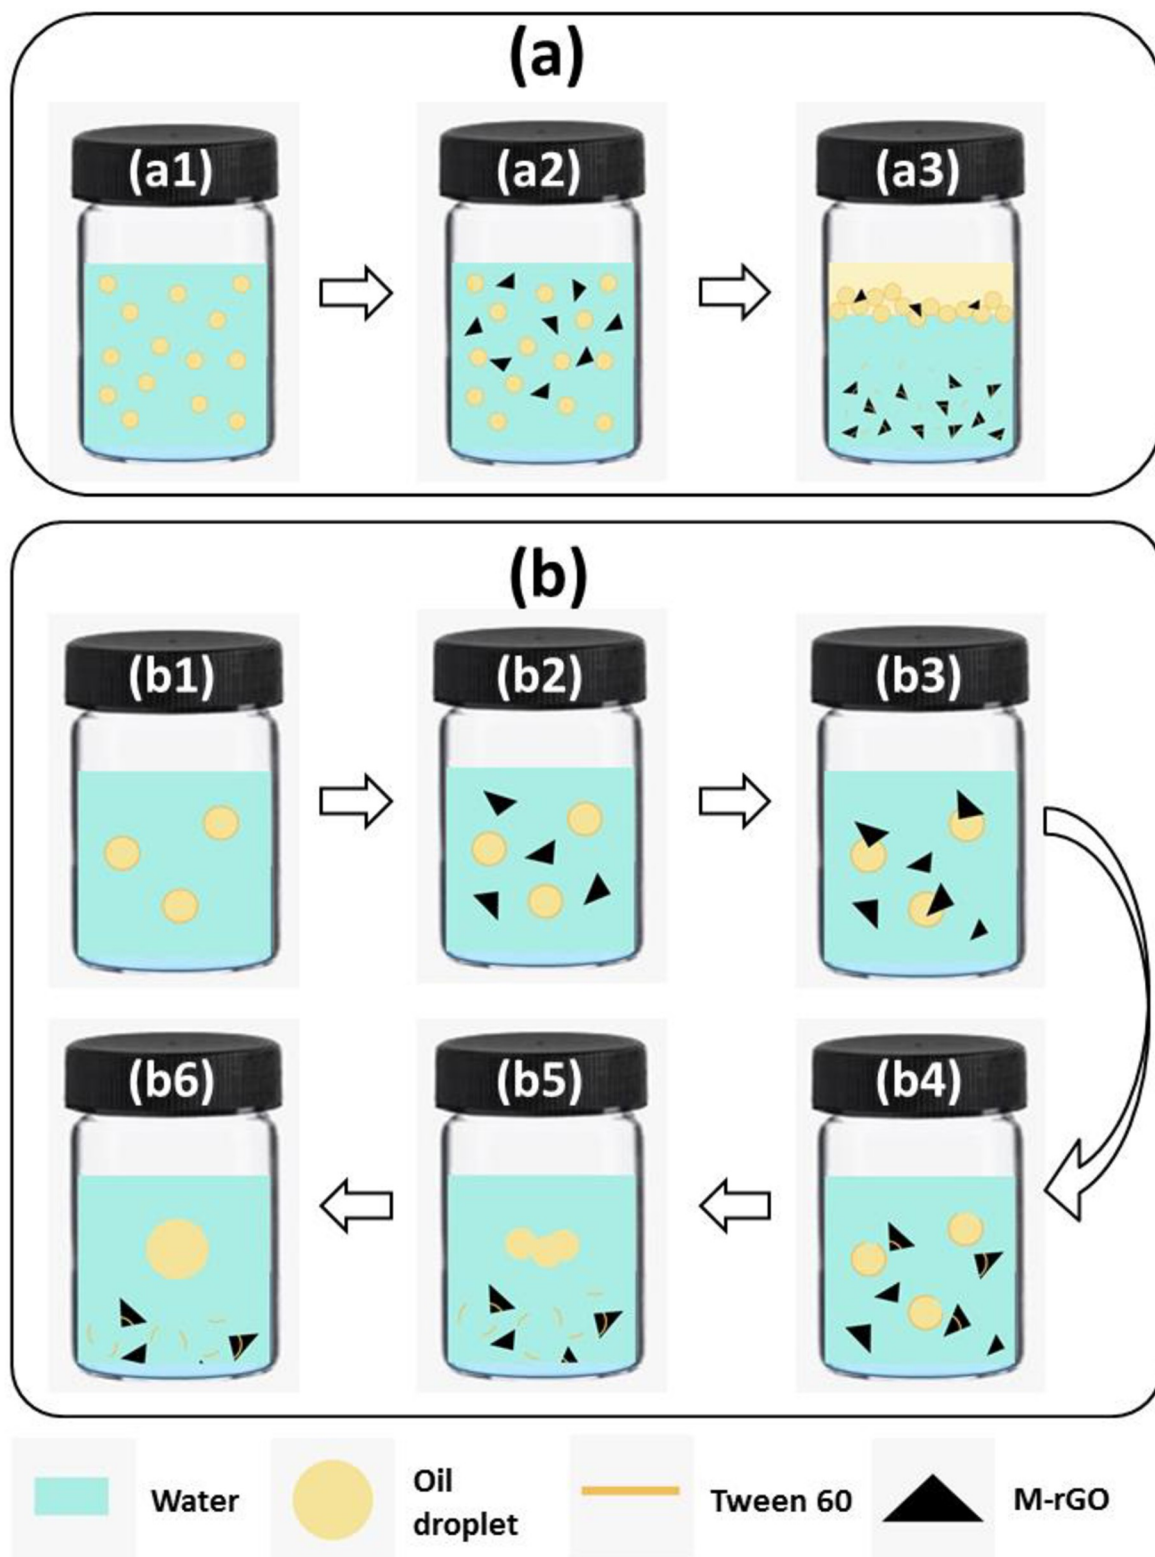 (a)
(a1)
(a2)
(a3)
(b)
(b1)
(b2)
(b3)
(b6)
(b5)
(b4)
Water
Oil
droplet
Tween 60
M-rGO